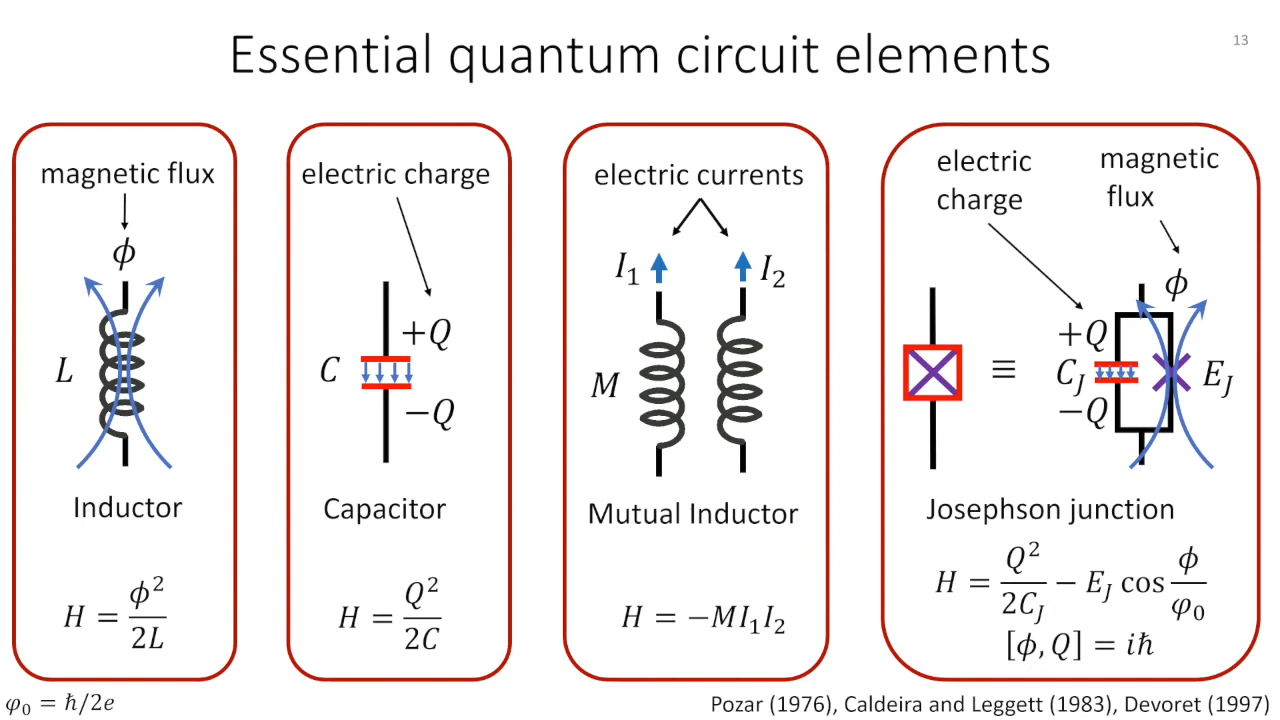 Essential quantum circuit elements
13
magnetic flux
ϕ
L
Inductor
H = ϕ²/2L
electric charge
+Q
C
−Q
Capacitor
H = Q²/2C
electric currents
I₁ I₂
M
Mutual Inductor
H = −MI₁I₂
electric
charge
magnetic
flux
ϕ
≡
+Q
C_J
−Q
E_J
Josephson junction
H = Q²/2C_J − E_J cos ϕ/φ₀
[ϕ, Q] = iℏ
φ₀ = ℏ/2e
Pozar (1976), Caldeira and Leggett (1983), Devoret (1997)